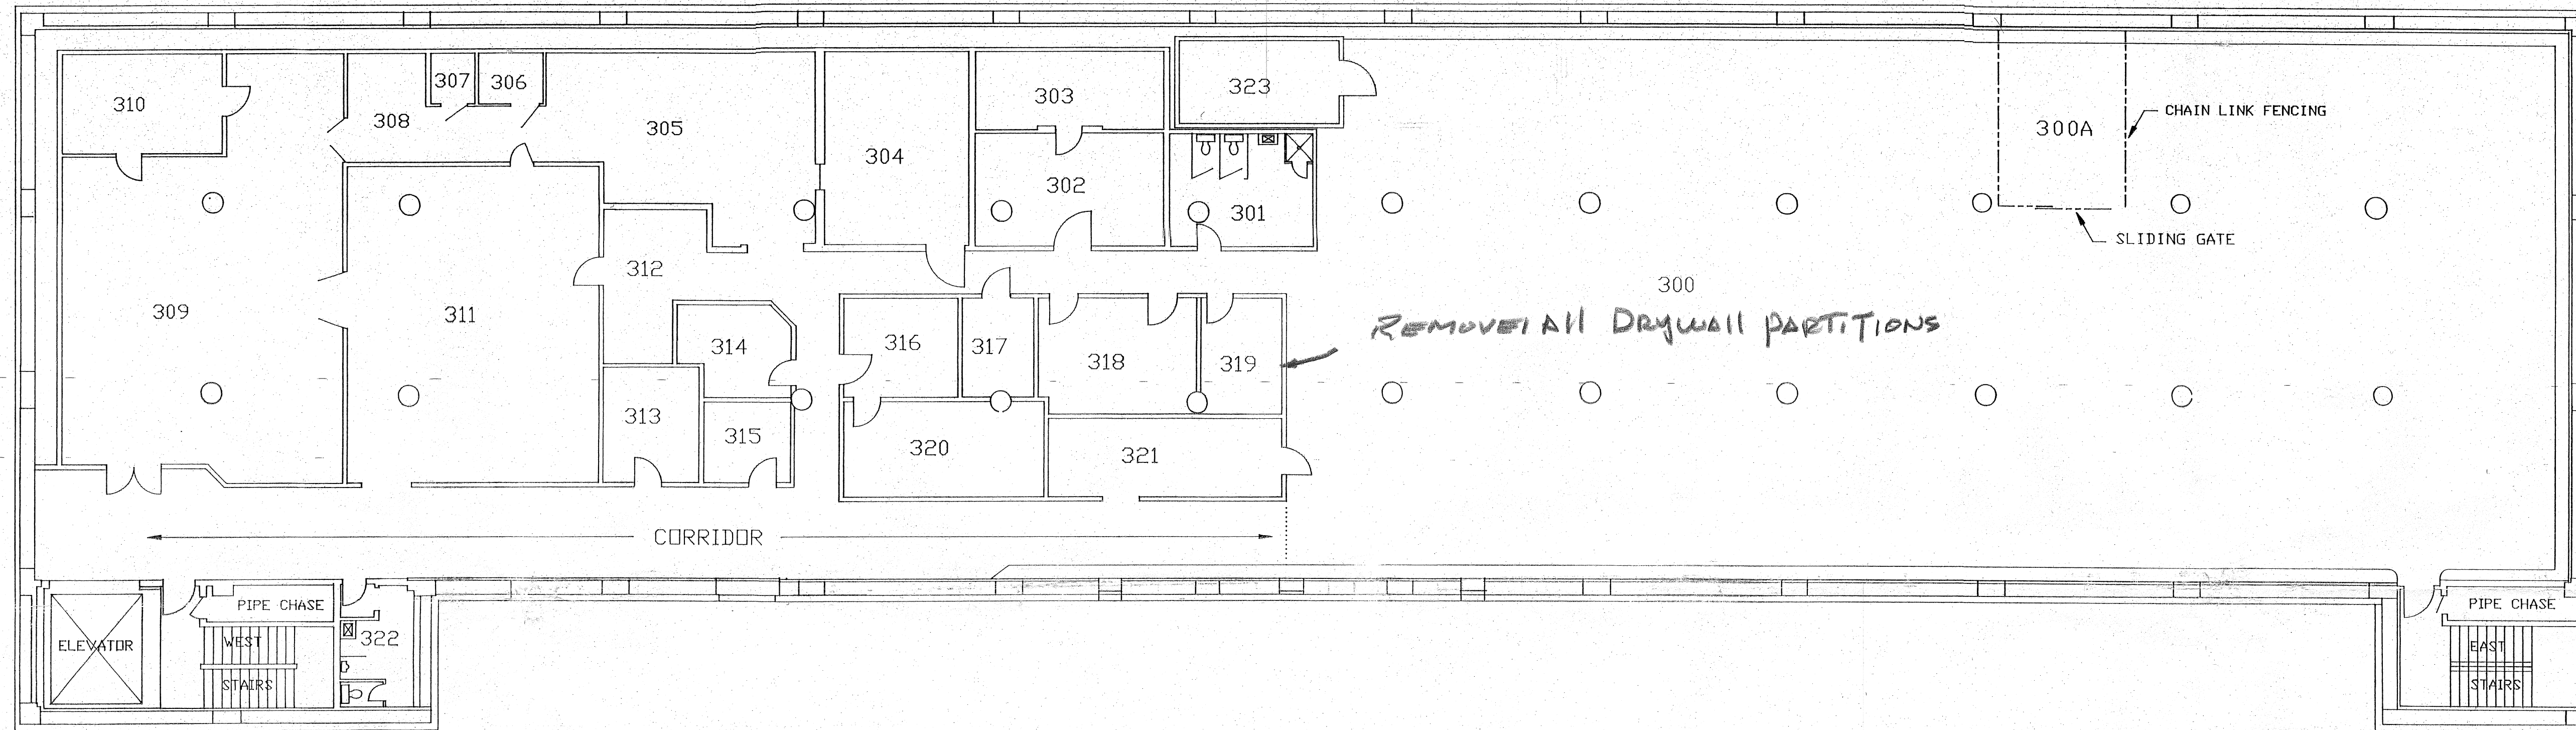 310
307
306
308
305
304
303
323
300A
CHAIN LINK FENCING
302
301
SLIDING GATE
312
300
309
311
314
316
317
318
319
REMOVE ALL DRYWALL PARTITIONS
313
315
320
321
CORRIDOR
PIPE CHASE
ELEVATOR
WEST
STAIRS
322
PIPE CHASE
EAST
STAIRS